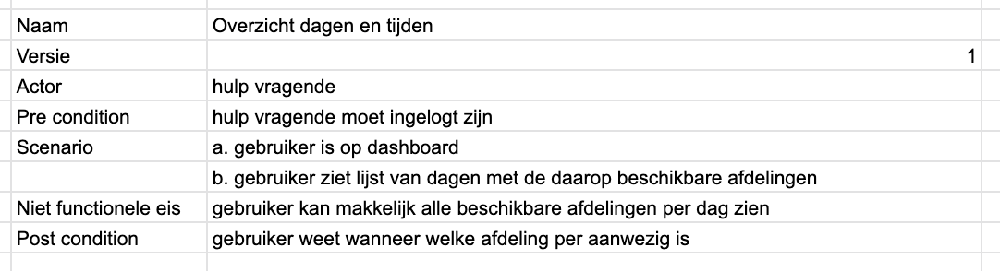 Naam Overzicht dagen en tijden
Versie 1
Actor hulp vragende
Pre condition hulp vragende moet ingelogt zijn
Scenario a. gebruiker is op dashboard
b. gebruiker ziet lijst van dagen met de daarop beschikbare afdelingen
Niet functionele eis gebruiker kan makkelijk alle beschikbare afdelingen per dag zien
Post condition gebruiker weet wanneer welke afdeling per aanwezig is